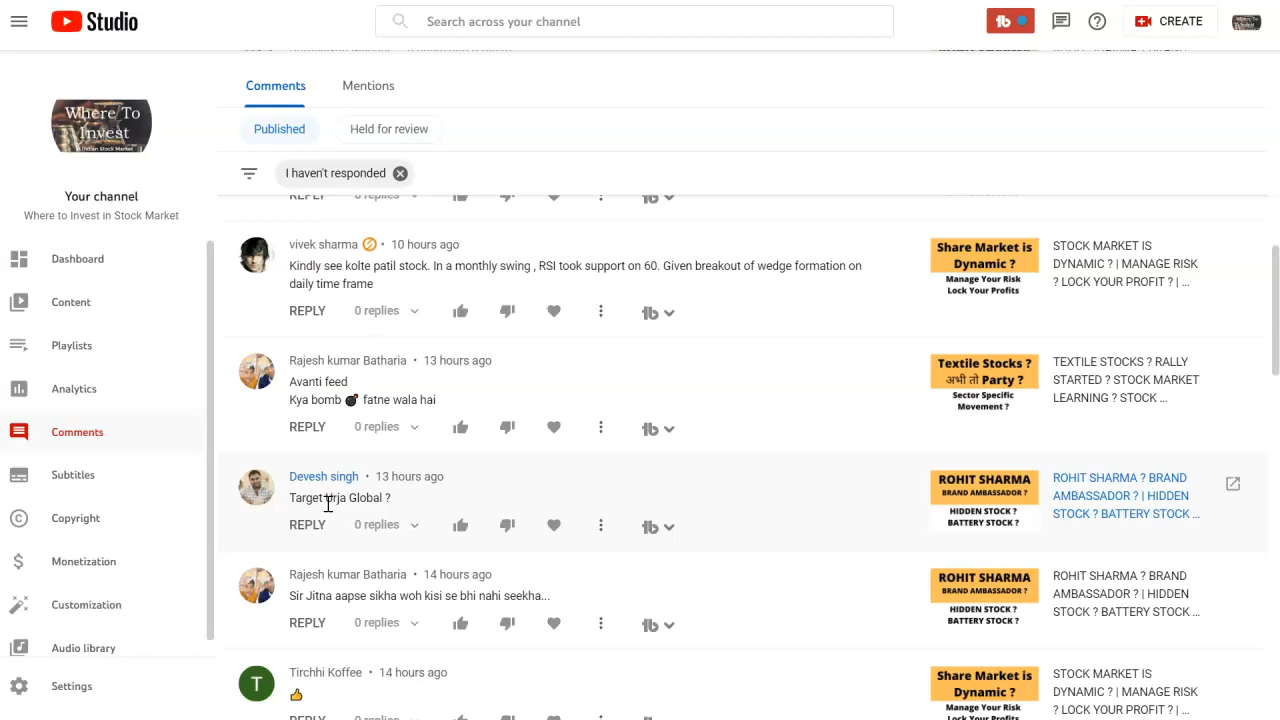 Studio
Search across your channel
CREATE
Comments
Mentions
Published
Held for review
I haven't responded
Where To
Invest
Indian Stock Market
Your channel
Where to Invest in Stock Market
Dashboard
Content
Playlists
Analytics
Comments
Subtitles
Copyright
Monetization
Customization
Audio library
Settings
REPLY
0 replies
vivek sharma • 10 hours ago
Kindly see kolte patil stock. In a monthly swing , RSI took support on 60. Given breakout of wedge formation on
daily time frame
REPLY
0 replies
Share Market is
Dynamic ?
Manage Your Risk
Lock Your Profits
STOCK MARKET IS
DYNAMIC ? | MANAGE RISK
? LOCK YOUR PROFIT ? | ...
Rajesh kumar Batharia • 13 hours ago
Avanti feed
Kya bomb 💣 fatne wala hai
REPLY
0 replies
Textile Stocks ?
अभी तो Party ?
Sector Specific
Movement ?
TEXTILE STOCKS ? RALLY
STARTED ? STOCK MARKET
LEARNING ? STOCK ...
Devesh singh • 13 hours ago
Target Urja Global ?
REPLY
0 replies
ROHIT SHARMA
BRAND AMBASSADOR ?
HIDDEN STOCK ?
BATTERY STOCK ?
ROHIT SHARMA ? BRAND
AMBASSADOR ? | HIDDEN
STOCK ? BATTERY STOCK ...
Rajesh kumar Batharia • 14 hours ago
Sir Jitna aapse sikha woh kisi se bhi nahi seekha...
REPLY
0 replies
ROHIT SHARMA
BRAND AMBASSADOR ?
HIDDEN STOCK ?
BATTERY STOCK ?
ROHIT SHARMA ? BRAND
AMBASSADOR ? | HIDDEN
STOCK ? BATTERY STOCK ...
T
Tirchhi Koffee • 14 hours ago
👍
0 replies
Share Market is
Dynamic ?
Manage Your Risk
Lock Your Profits
STOCK MARKET IS
DYNAMIC ? | MANAGE RISK
? LOCK YOUR PROFIT ? | ...